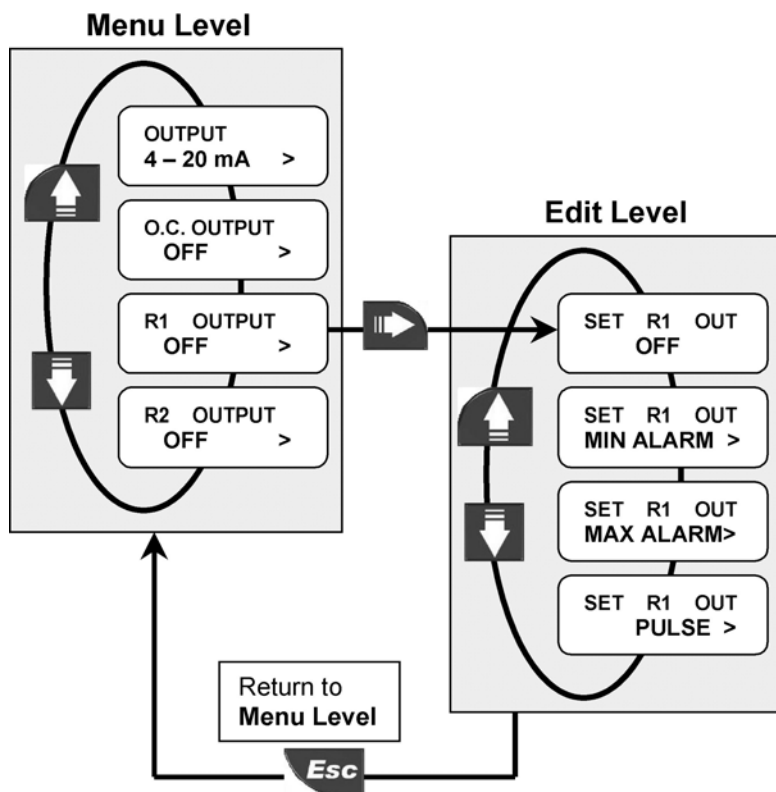 Menu Level
OUTPUT
4 – 20 mA >
O.C. OUTPUT
OFF >
R1 OUTPUT
OFF >
R2 OUTPUT
OFF >
Edit Level
SET R1 OUT
OFF
SET R1 OUT
MIN ALARM >
SET R1 OUT
MAX ALARM>
SET R1 OUT
PULSE >
Return to
Menu Level
Esc